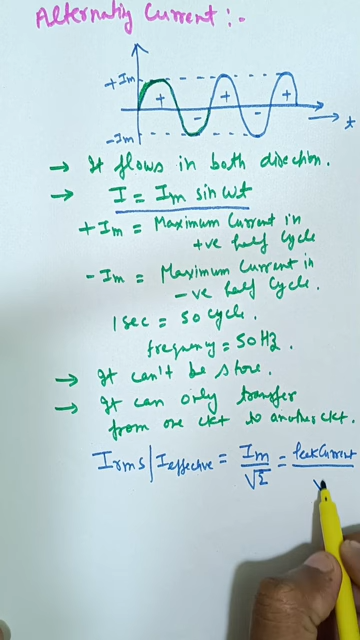 Alternating Current :-
+Im
+ + +
- -
-Im
t
→ It flows in both direction.
→ I = Im sin wt
+Im = Maximum Current in
+ve half Cycle
-Im = Maximum Current in
-ve half Cycle.
1 sec = 50 Cycle.
frequency = 50 Hz.
→ It can't be store.
→ It can only transfer
from one ckt to another ckt.
Irms | Ieffective = Im/√2 = Peak Current/√